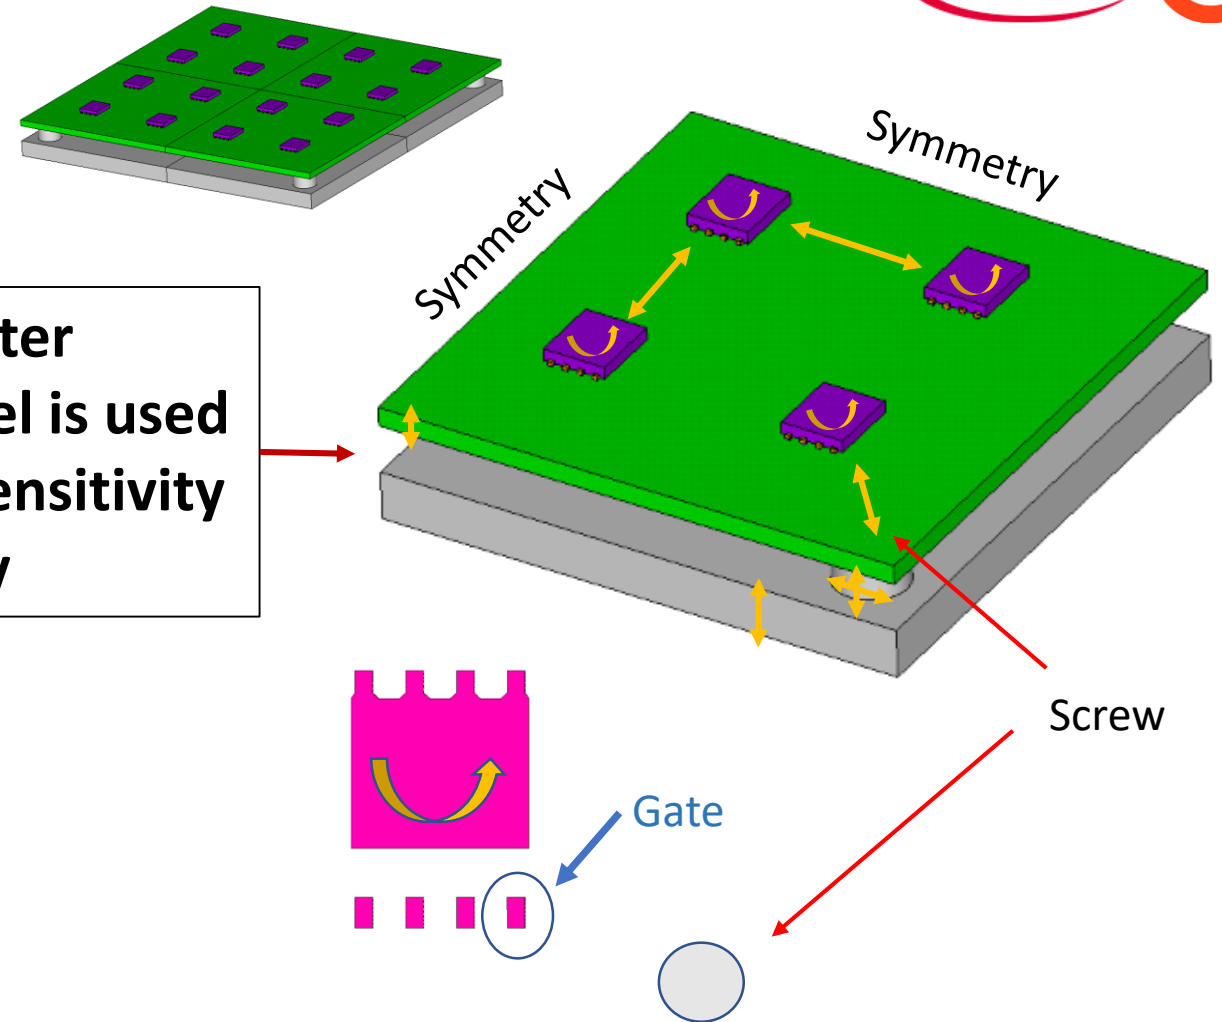 Symmetry
Symmetry
ter
el is used
ensitivity
y
Screw
Gate